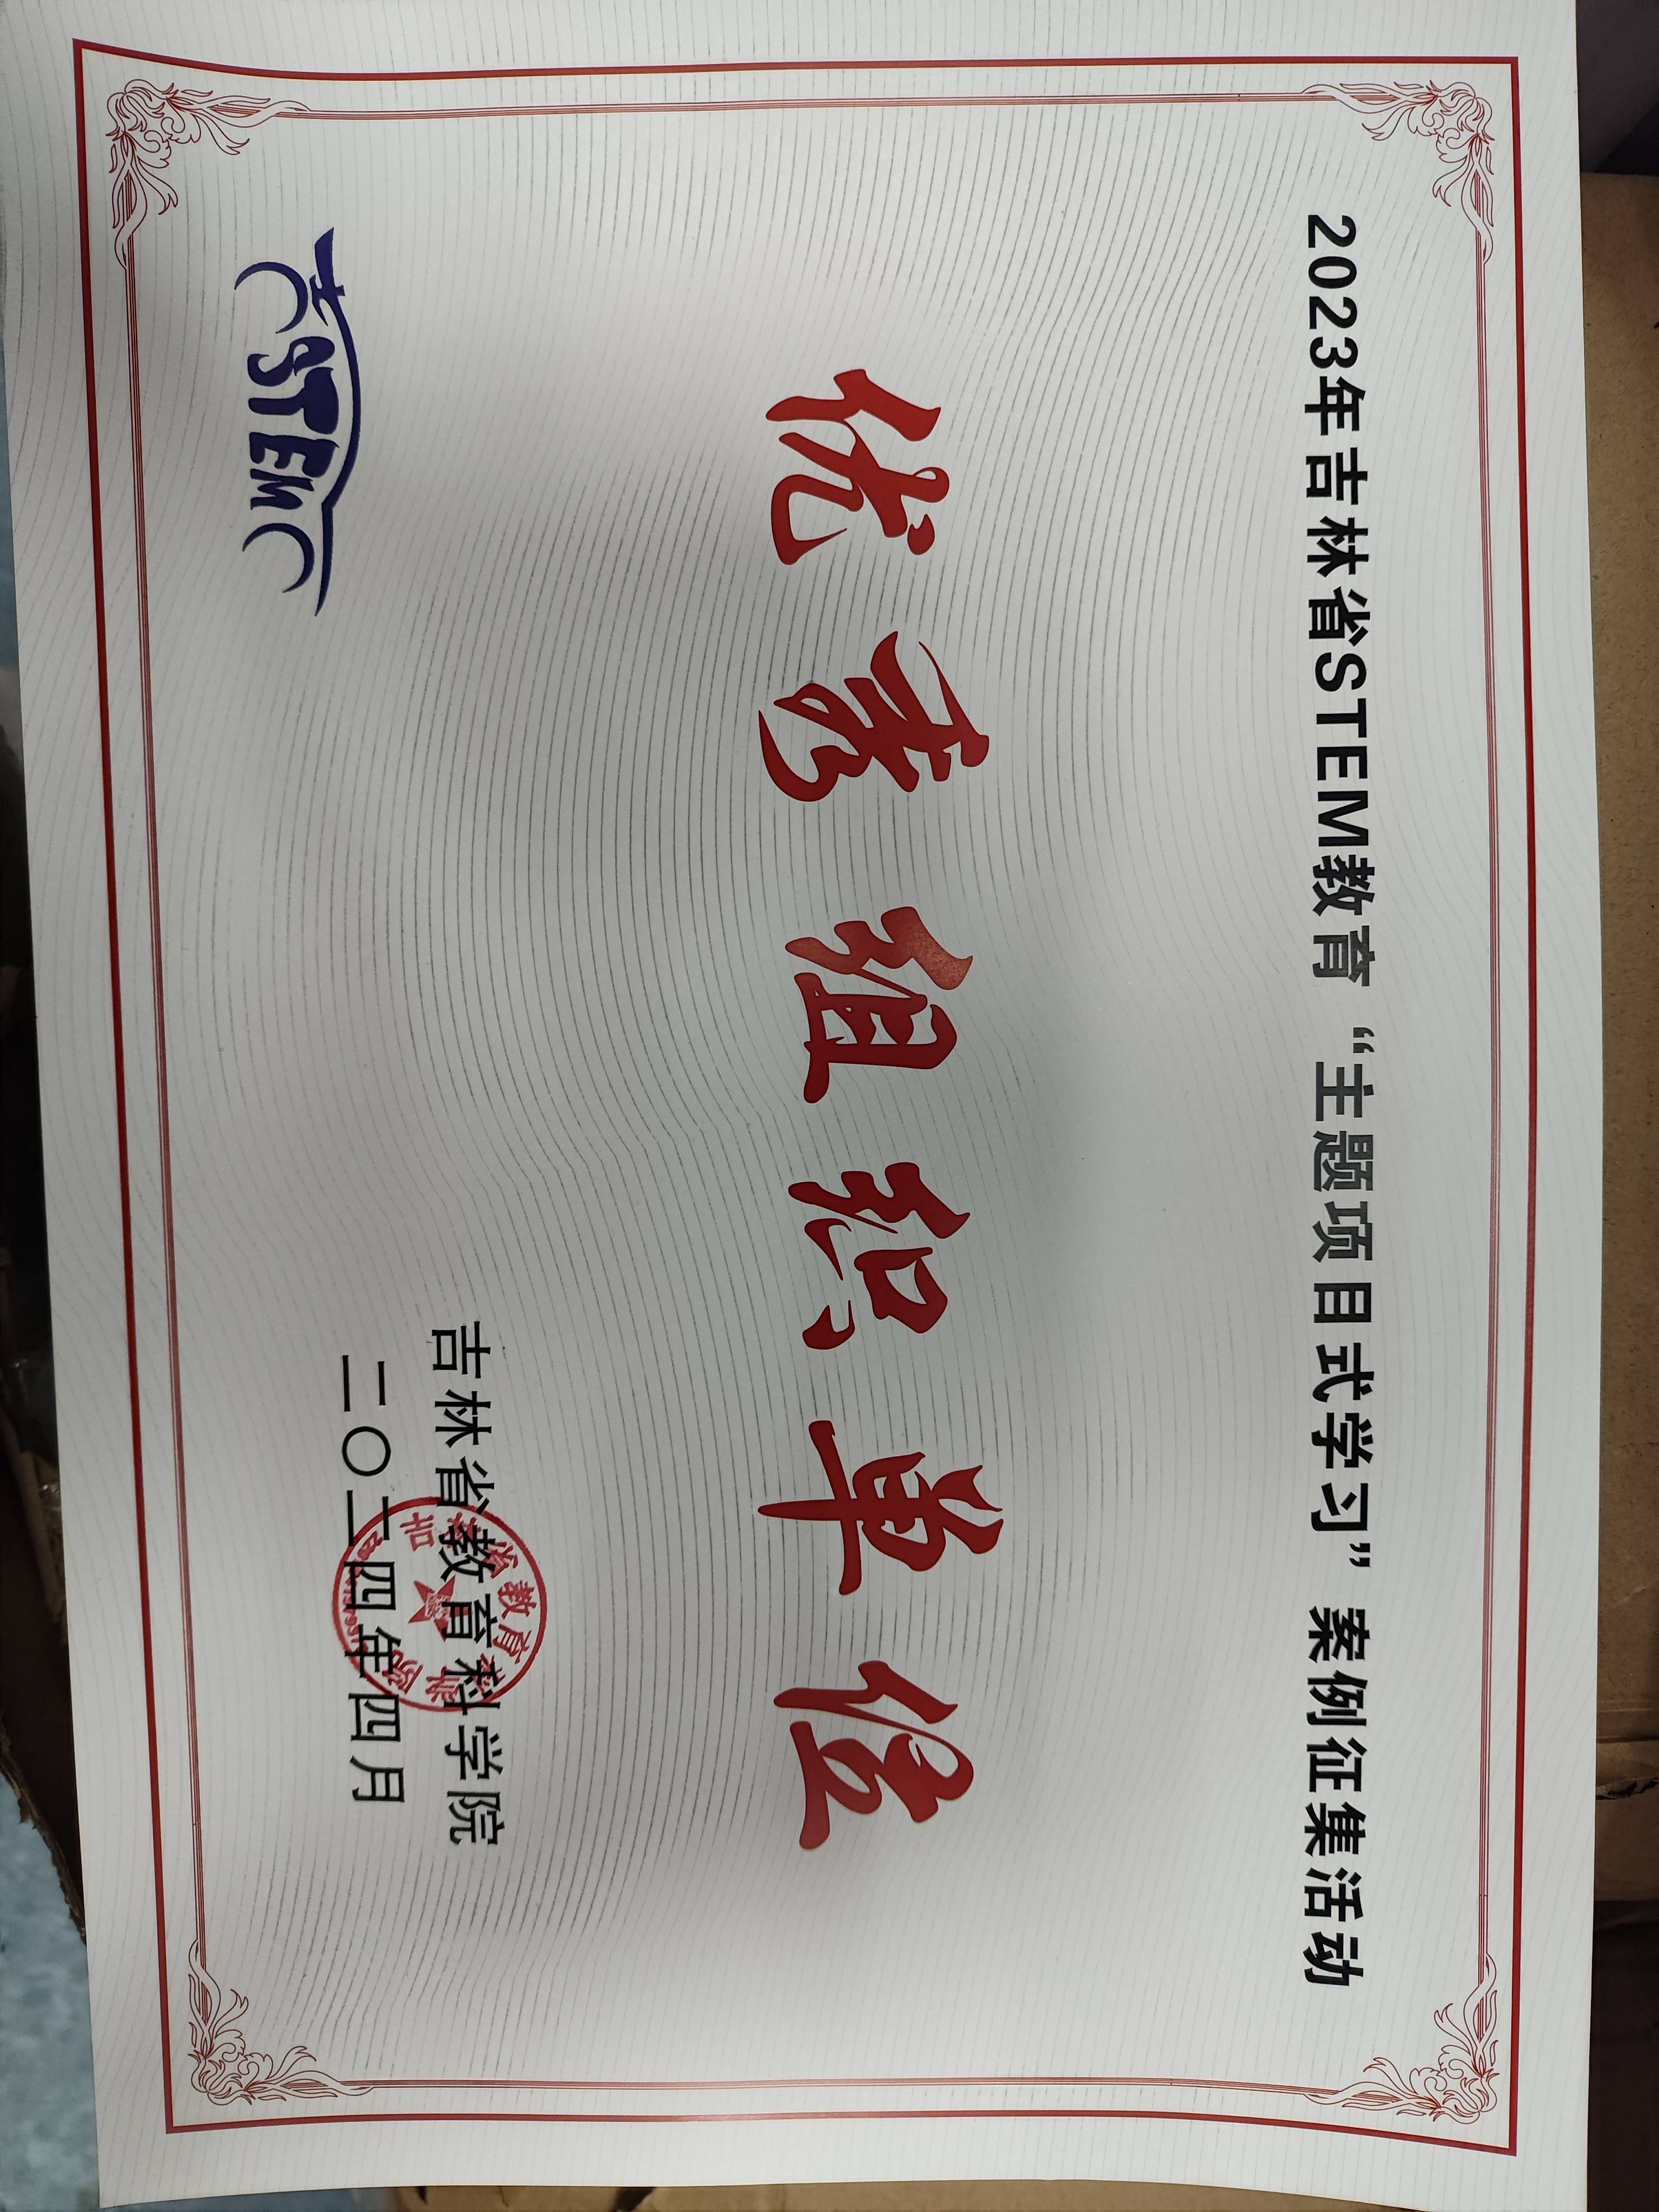 2023年吉林省STEM教育“主题项目式学习”案例征集活动
优秀组织单位
吉林省教育科学院
二〇二四年四月
STEM